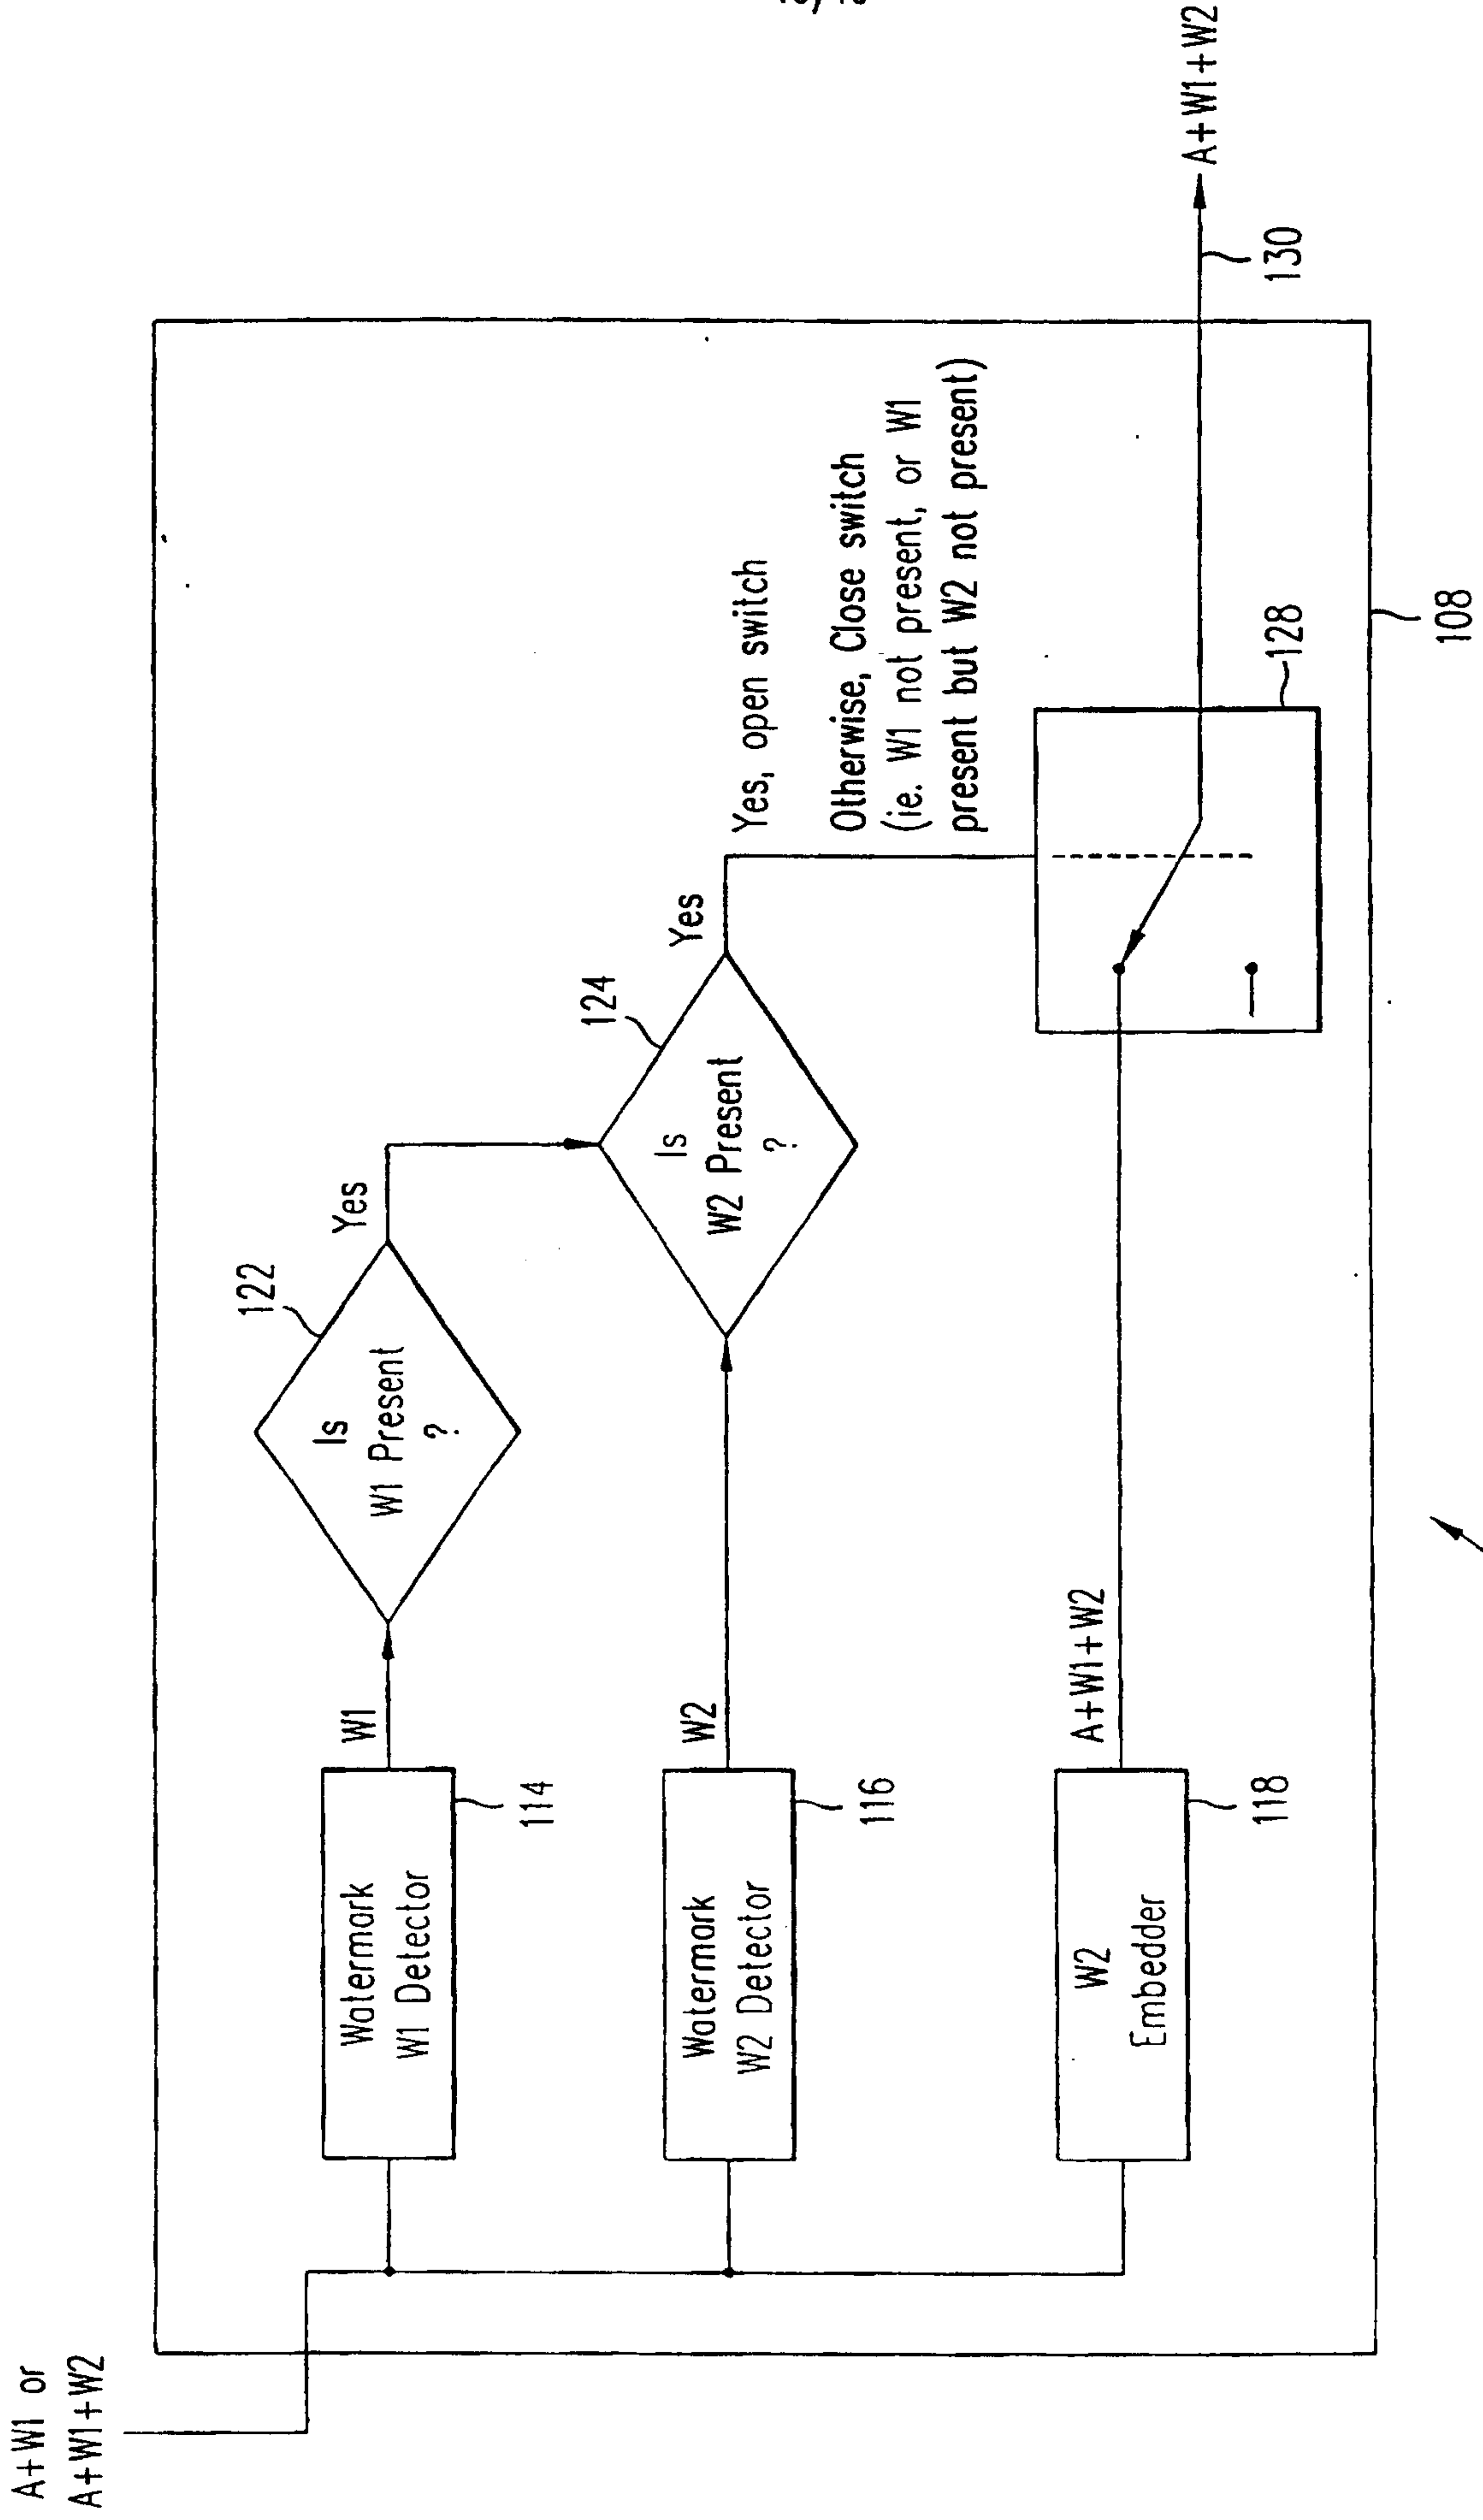 A+W1 or
A+W1+W2
Watermark
W1 Detector
114
W1
Is
W1 Present
?
122
Yes
Watermark
W2 Detector
116
W2
Is
W2 Present
?
124
Yes
Yes, open switch
Otherwise, Close switch
(ie. W1 not present, or W1
present but W2 not present)
W2
Embedder
118
A+W1+W2
128
130
A+W1+W2
108